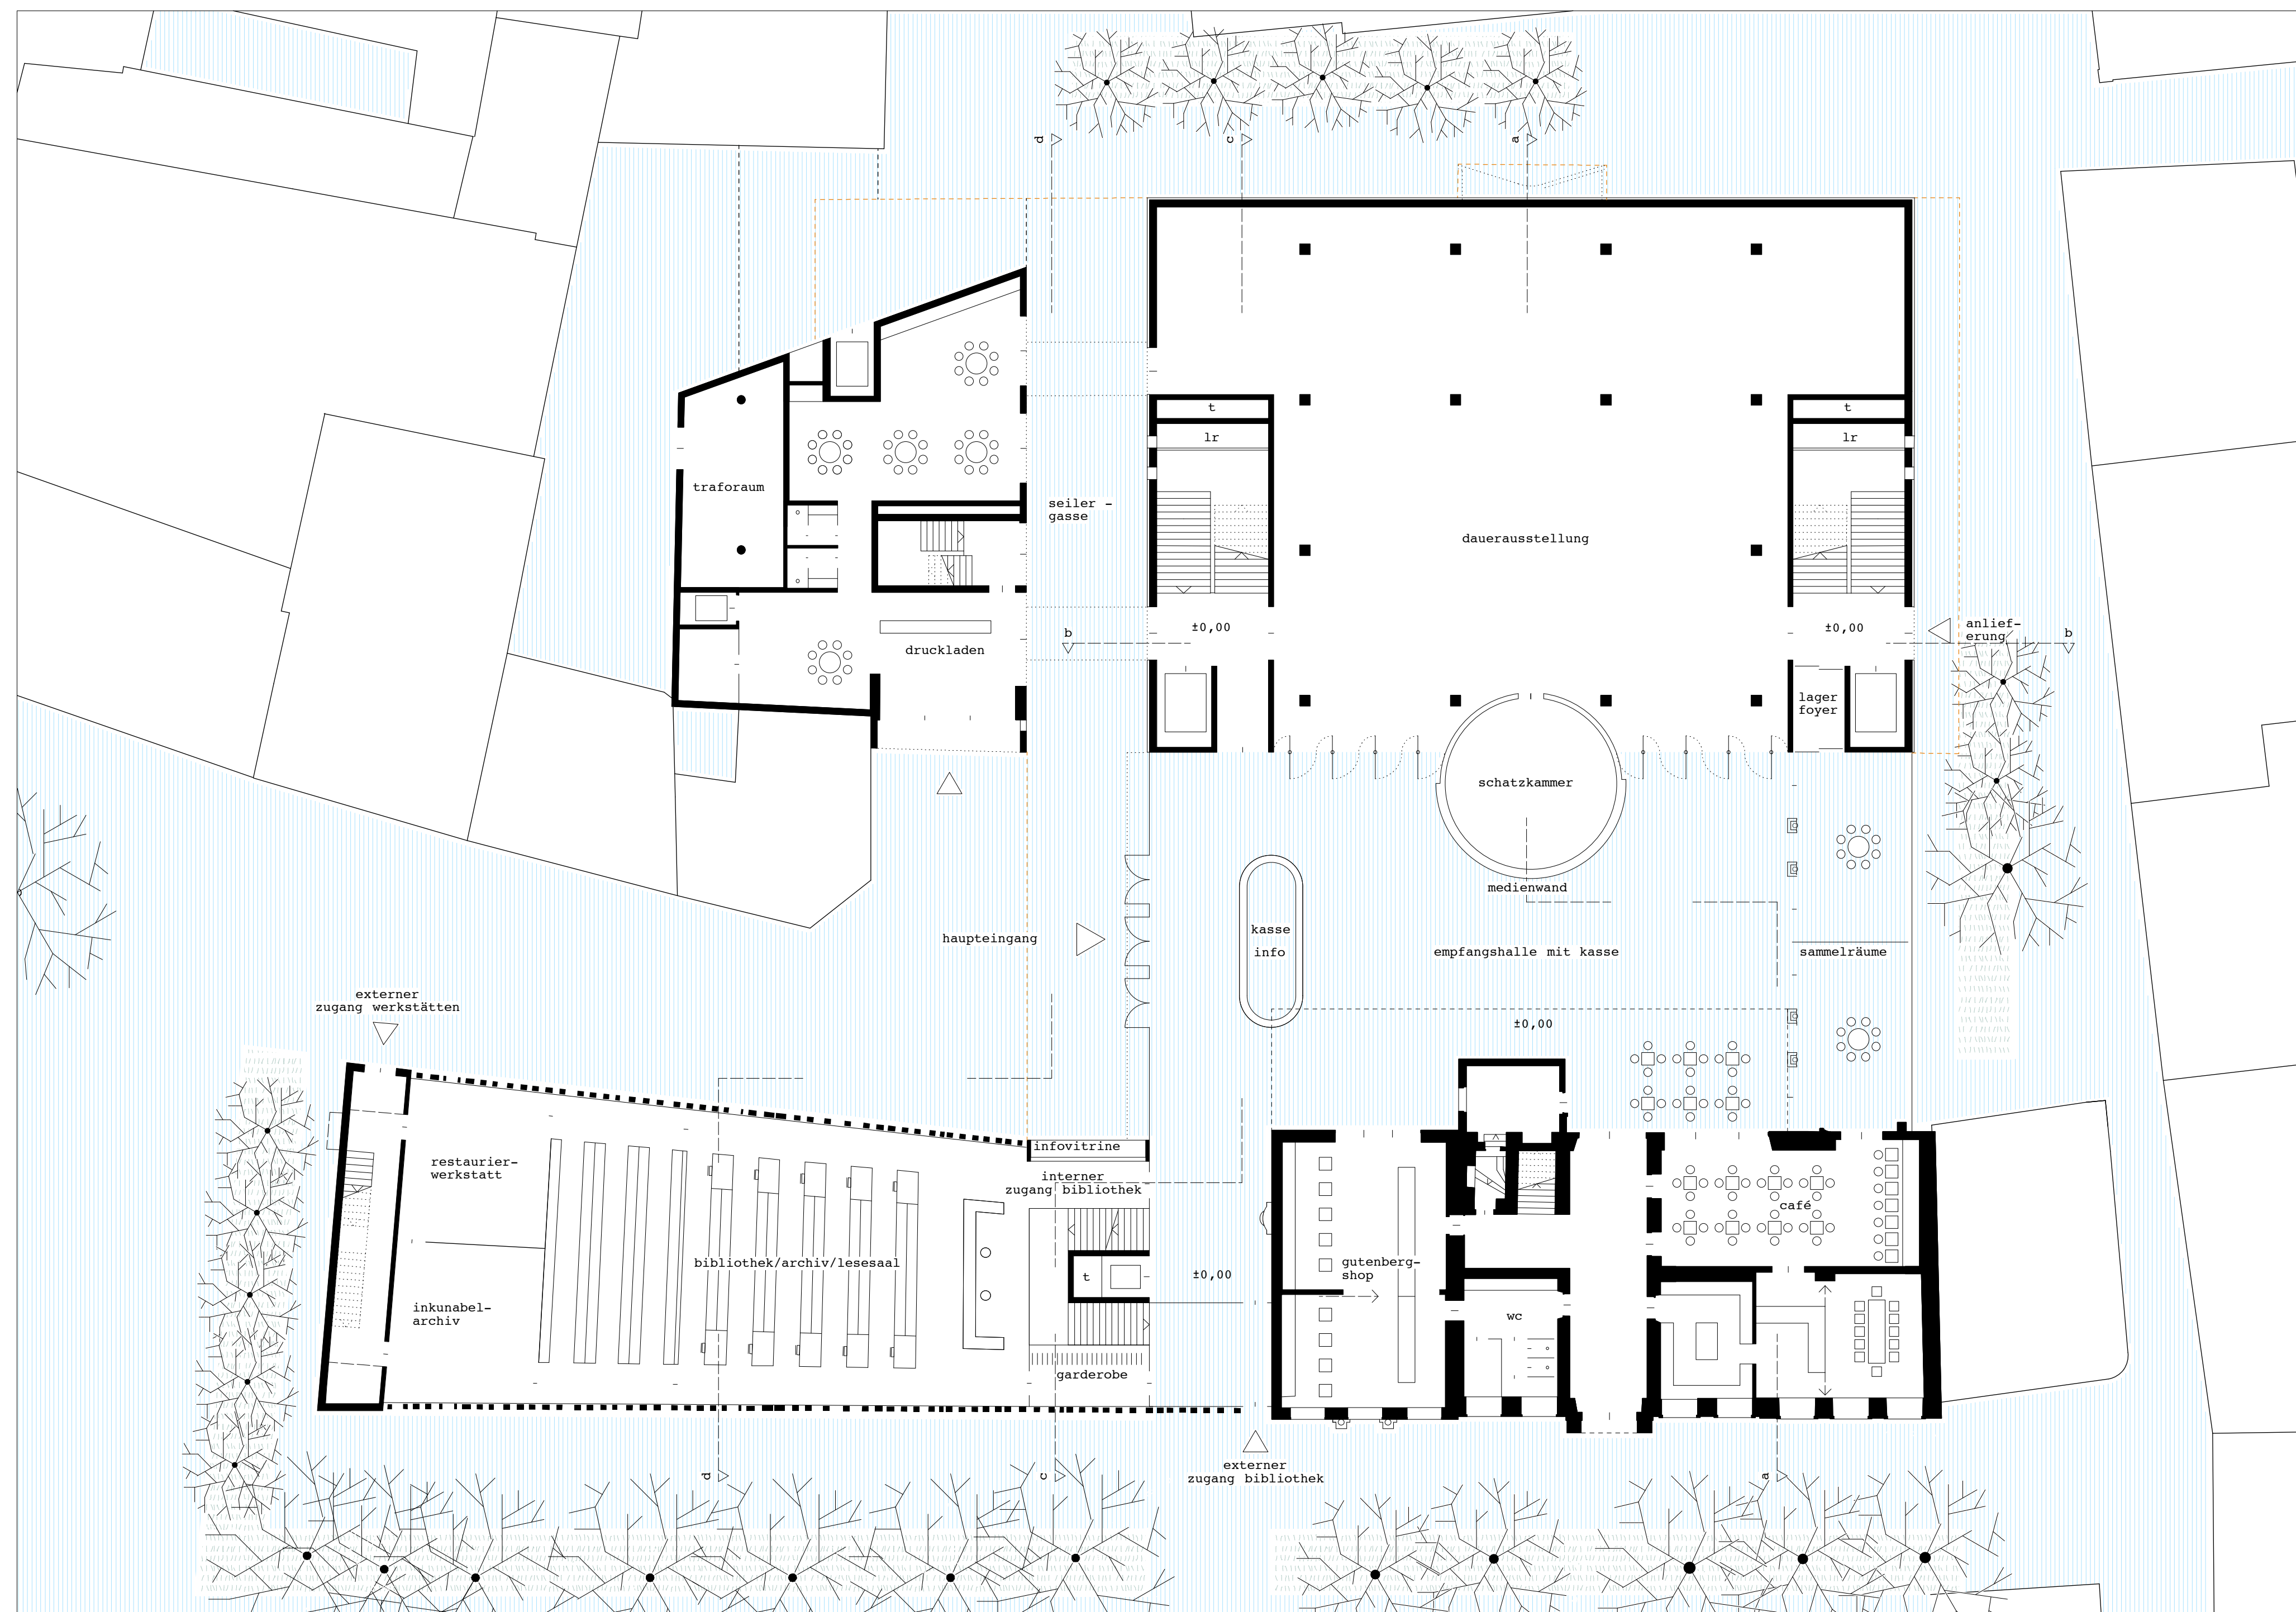 d
c
a
t
t
lr
lr
traforaum
seiler -
gasse
dauerausstellung
±0,00
±0,00
anlief-
erung
b
b
druckladen
lager
foyer
schatzkammer
medienwand
kasse
info
haupteingang
empfangshalle mit kasse
sammelräume
externer
zugang werkstätten
±0,00
infovitrine
restaurier-
werkstatt
interner
zugang bibliothek
café
bibliothek/archiv/lesesaal
gutenberg-
shop
t
±0,00
inkunabel-
archiv
wc
garderobe
externer
zugang bibliothek
d
c
a